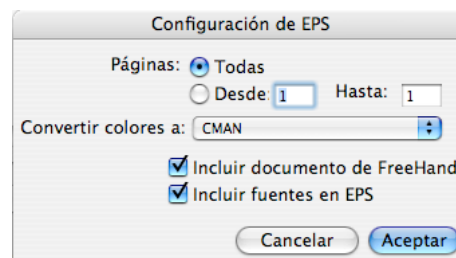 Configuración de EPS
Páginas: Todas
Desde: 1 Hasta: 1
Convertir colores a: CMAN
Incluir documento de FreeHand
Incluir fuentes en EPS
Cancelar Aceptar